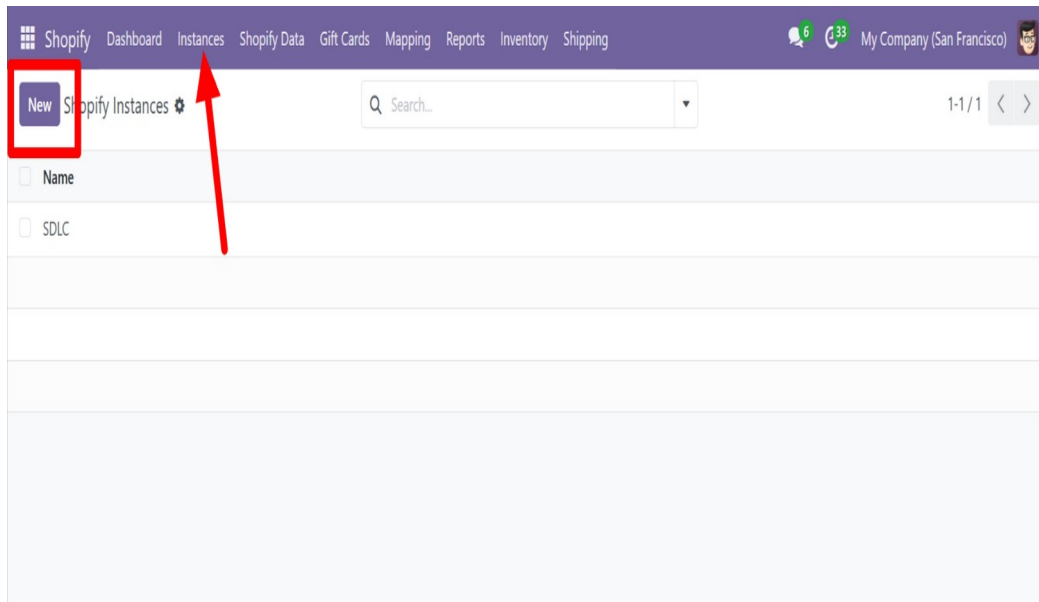 Shopify Dashboard Instances Shopify Data Gift Cards Mapping Reports Inventory Shipping 6 33 My Company (San Francisco)
New Shopify Instances Search... 1-1 / 1
Name
SDLC